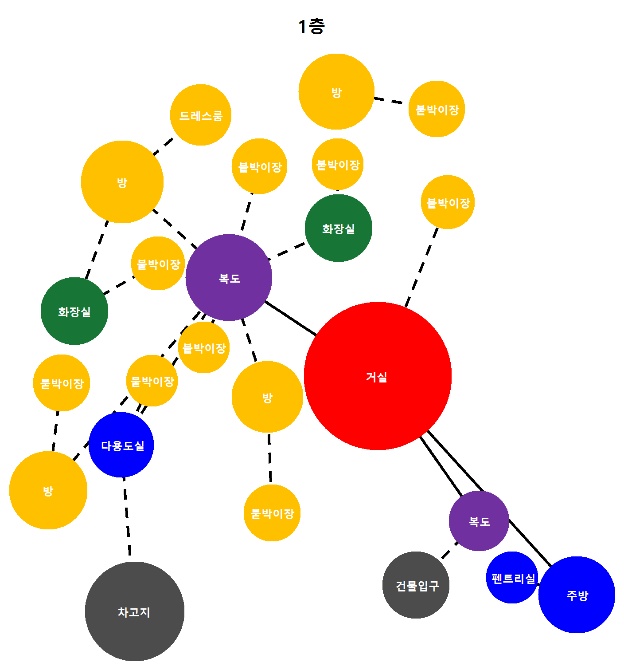 1층
방
붙박이장
드레스룸
붙박이장
붙박이장
방
붙박이장
화장실
붙박이장
복도
화장실
붙박이장
거실
붙박이장
붙박이장
방
다용도실
방
붙박이장
복도
펜트리실
건물입구
주방
차고지